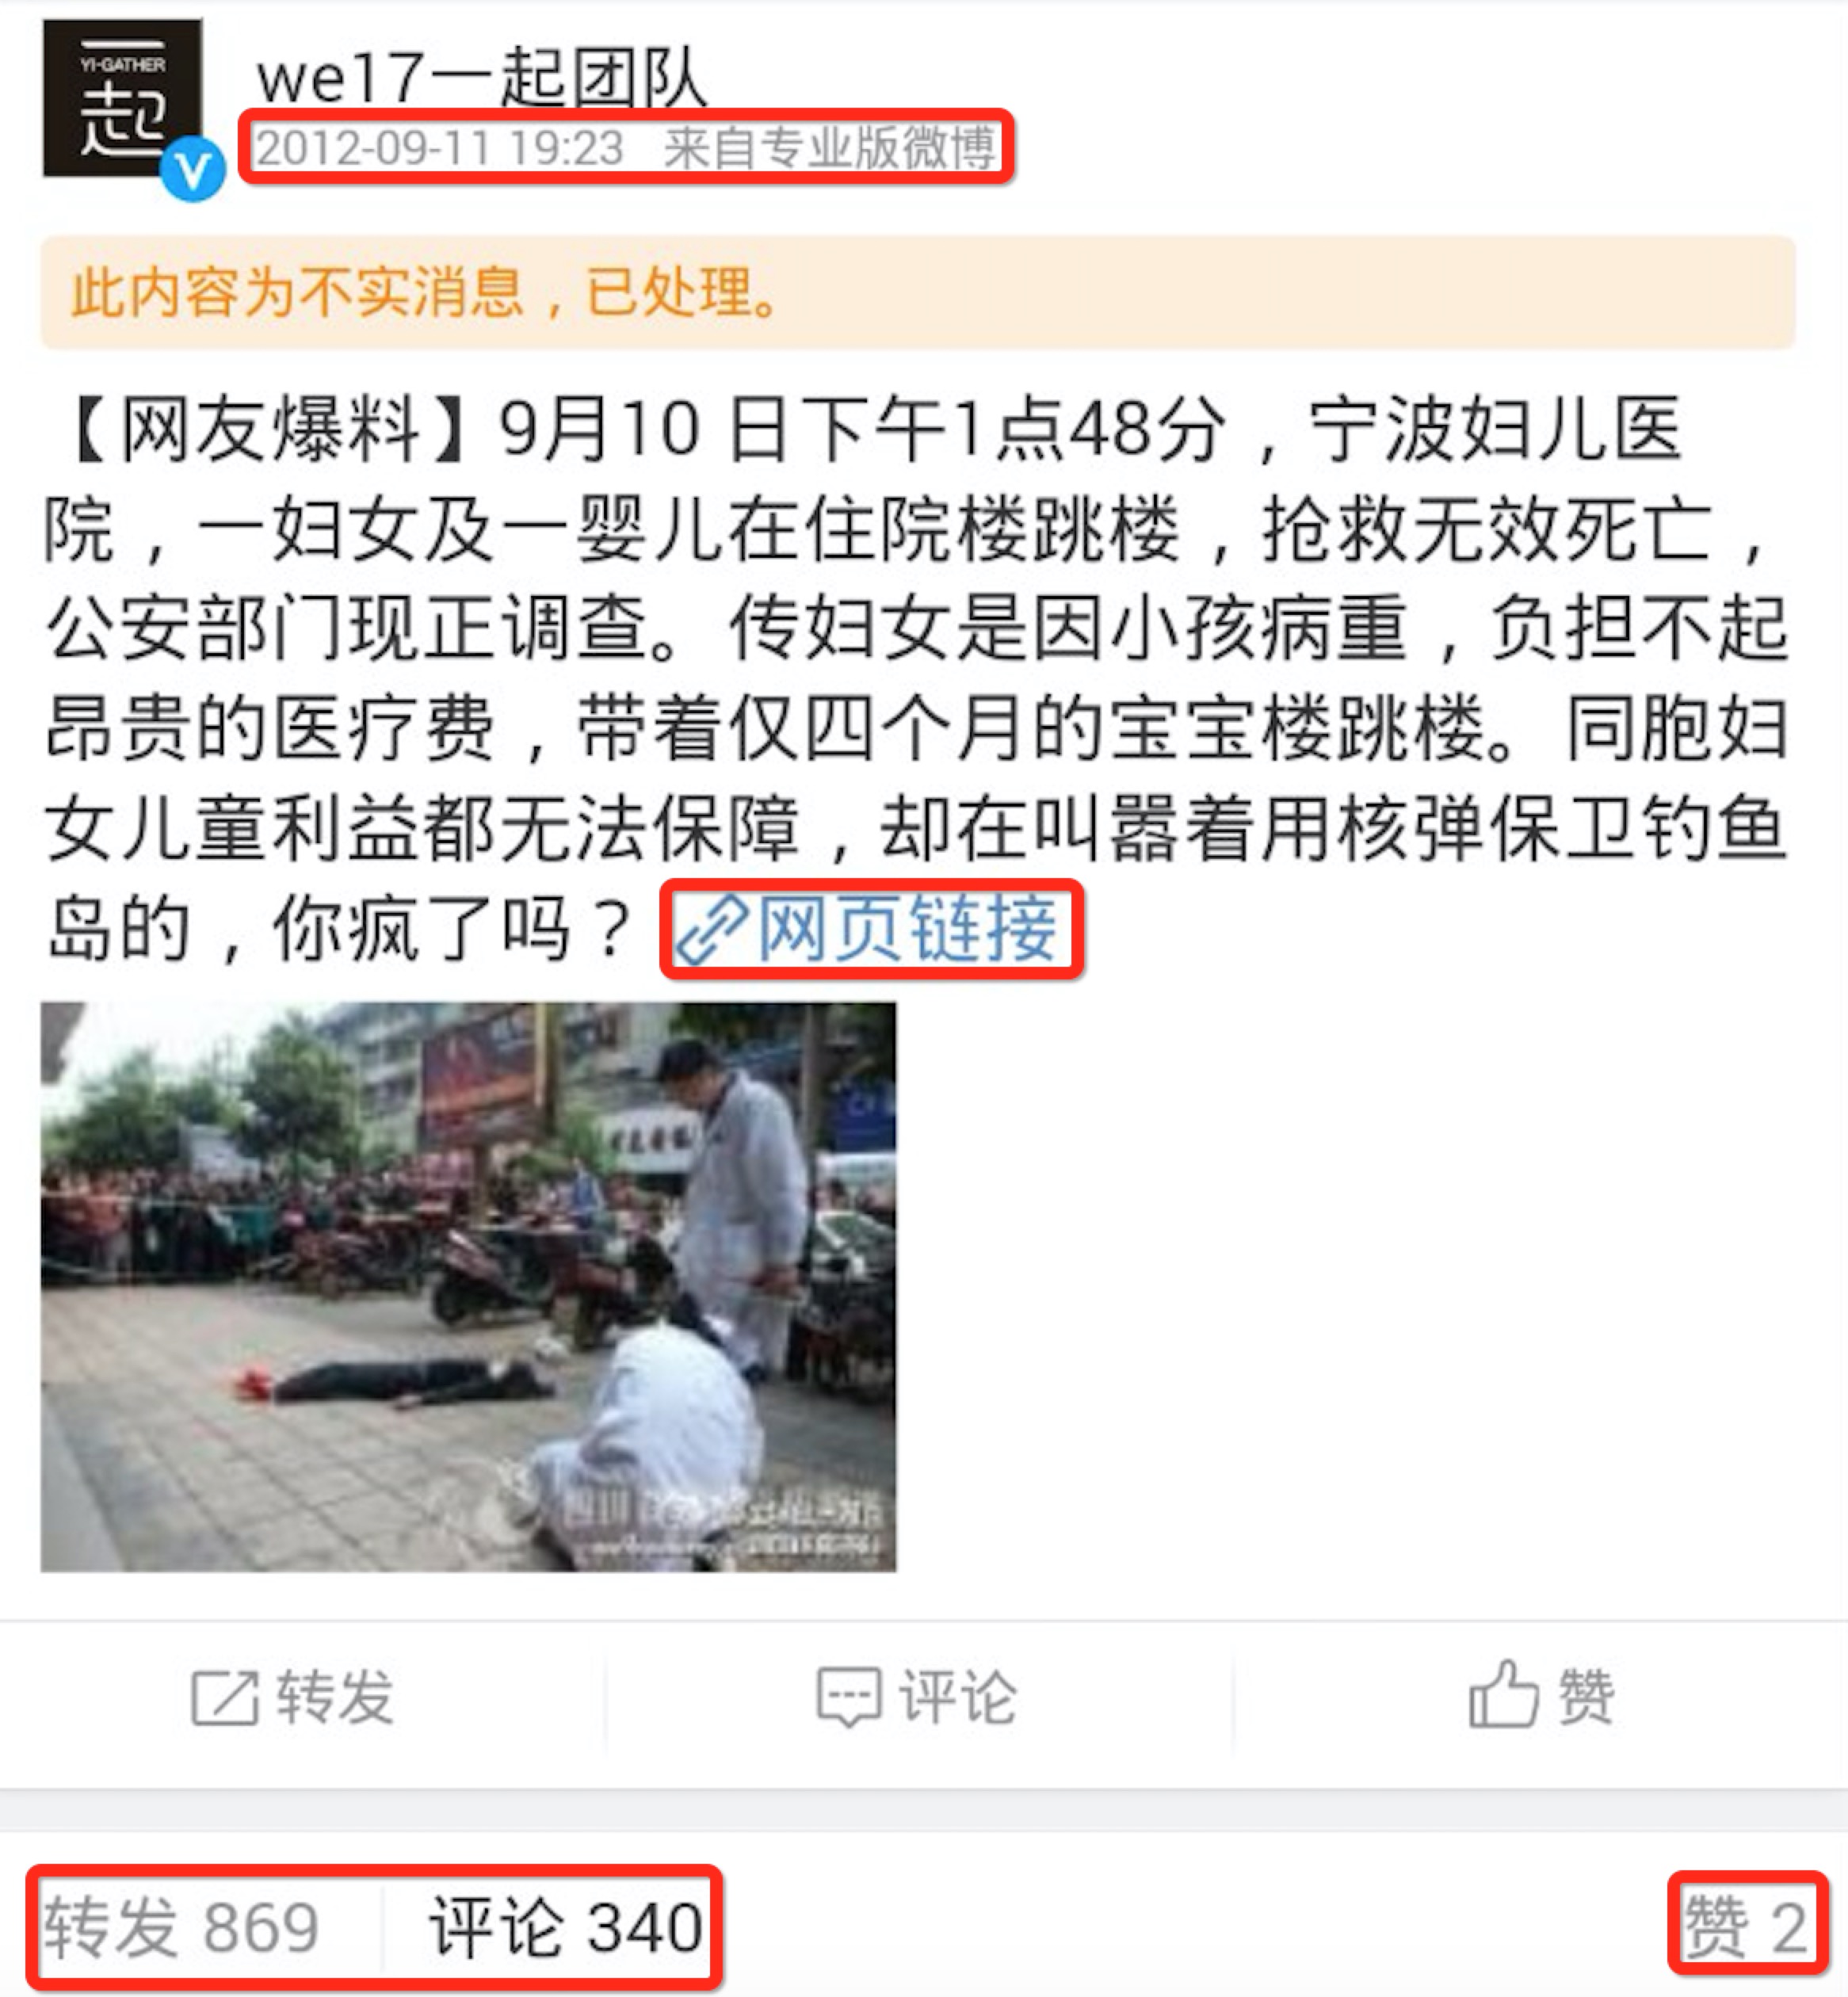 YI-GATHER
一起
we17一起团队
2012-09-11 19:23 来自专业版微博
此内容为不实消息，已处理。
【网友爆料】9月10 日下午1点48分，宁波妇儿医
院，一妇女及一婴儿在住院楼跳楼，抢救无效死亡，
公安部门现正调查。传妇女是因小孩病重，负担不起
昂贵的医疗费，带着仅四个月的宝宝楼跳楼。同胞妇
女儿童利益都无法保障，却在叫嚣着用核弹保卫钓鱼
岛的，你疯了吗？ 网页链接
转发 评论 赞
转发 869 评论 340 赞 2